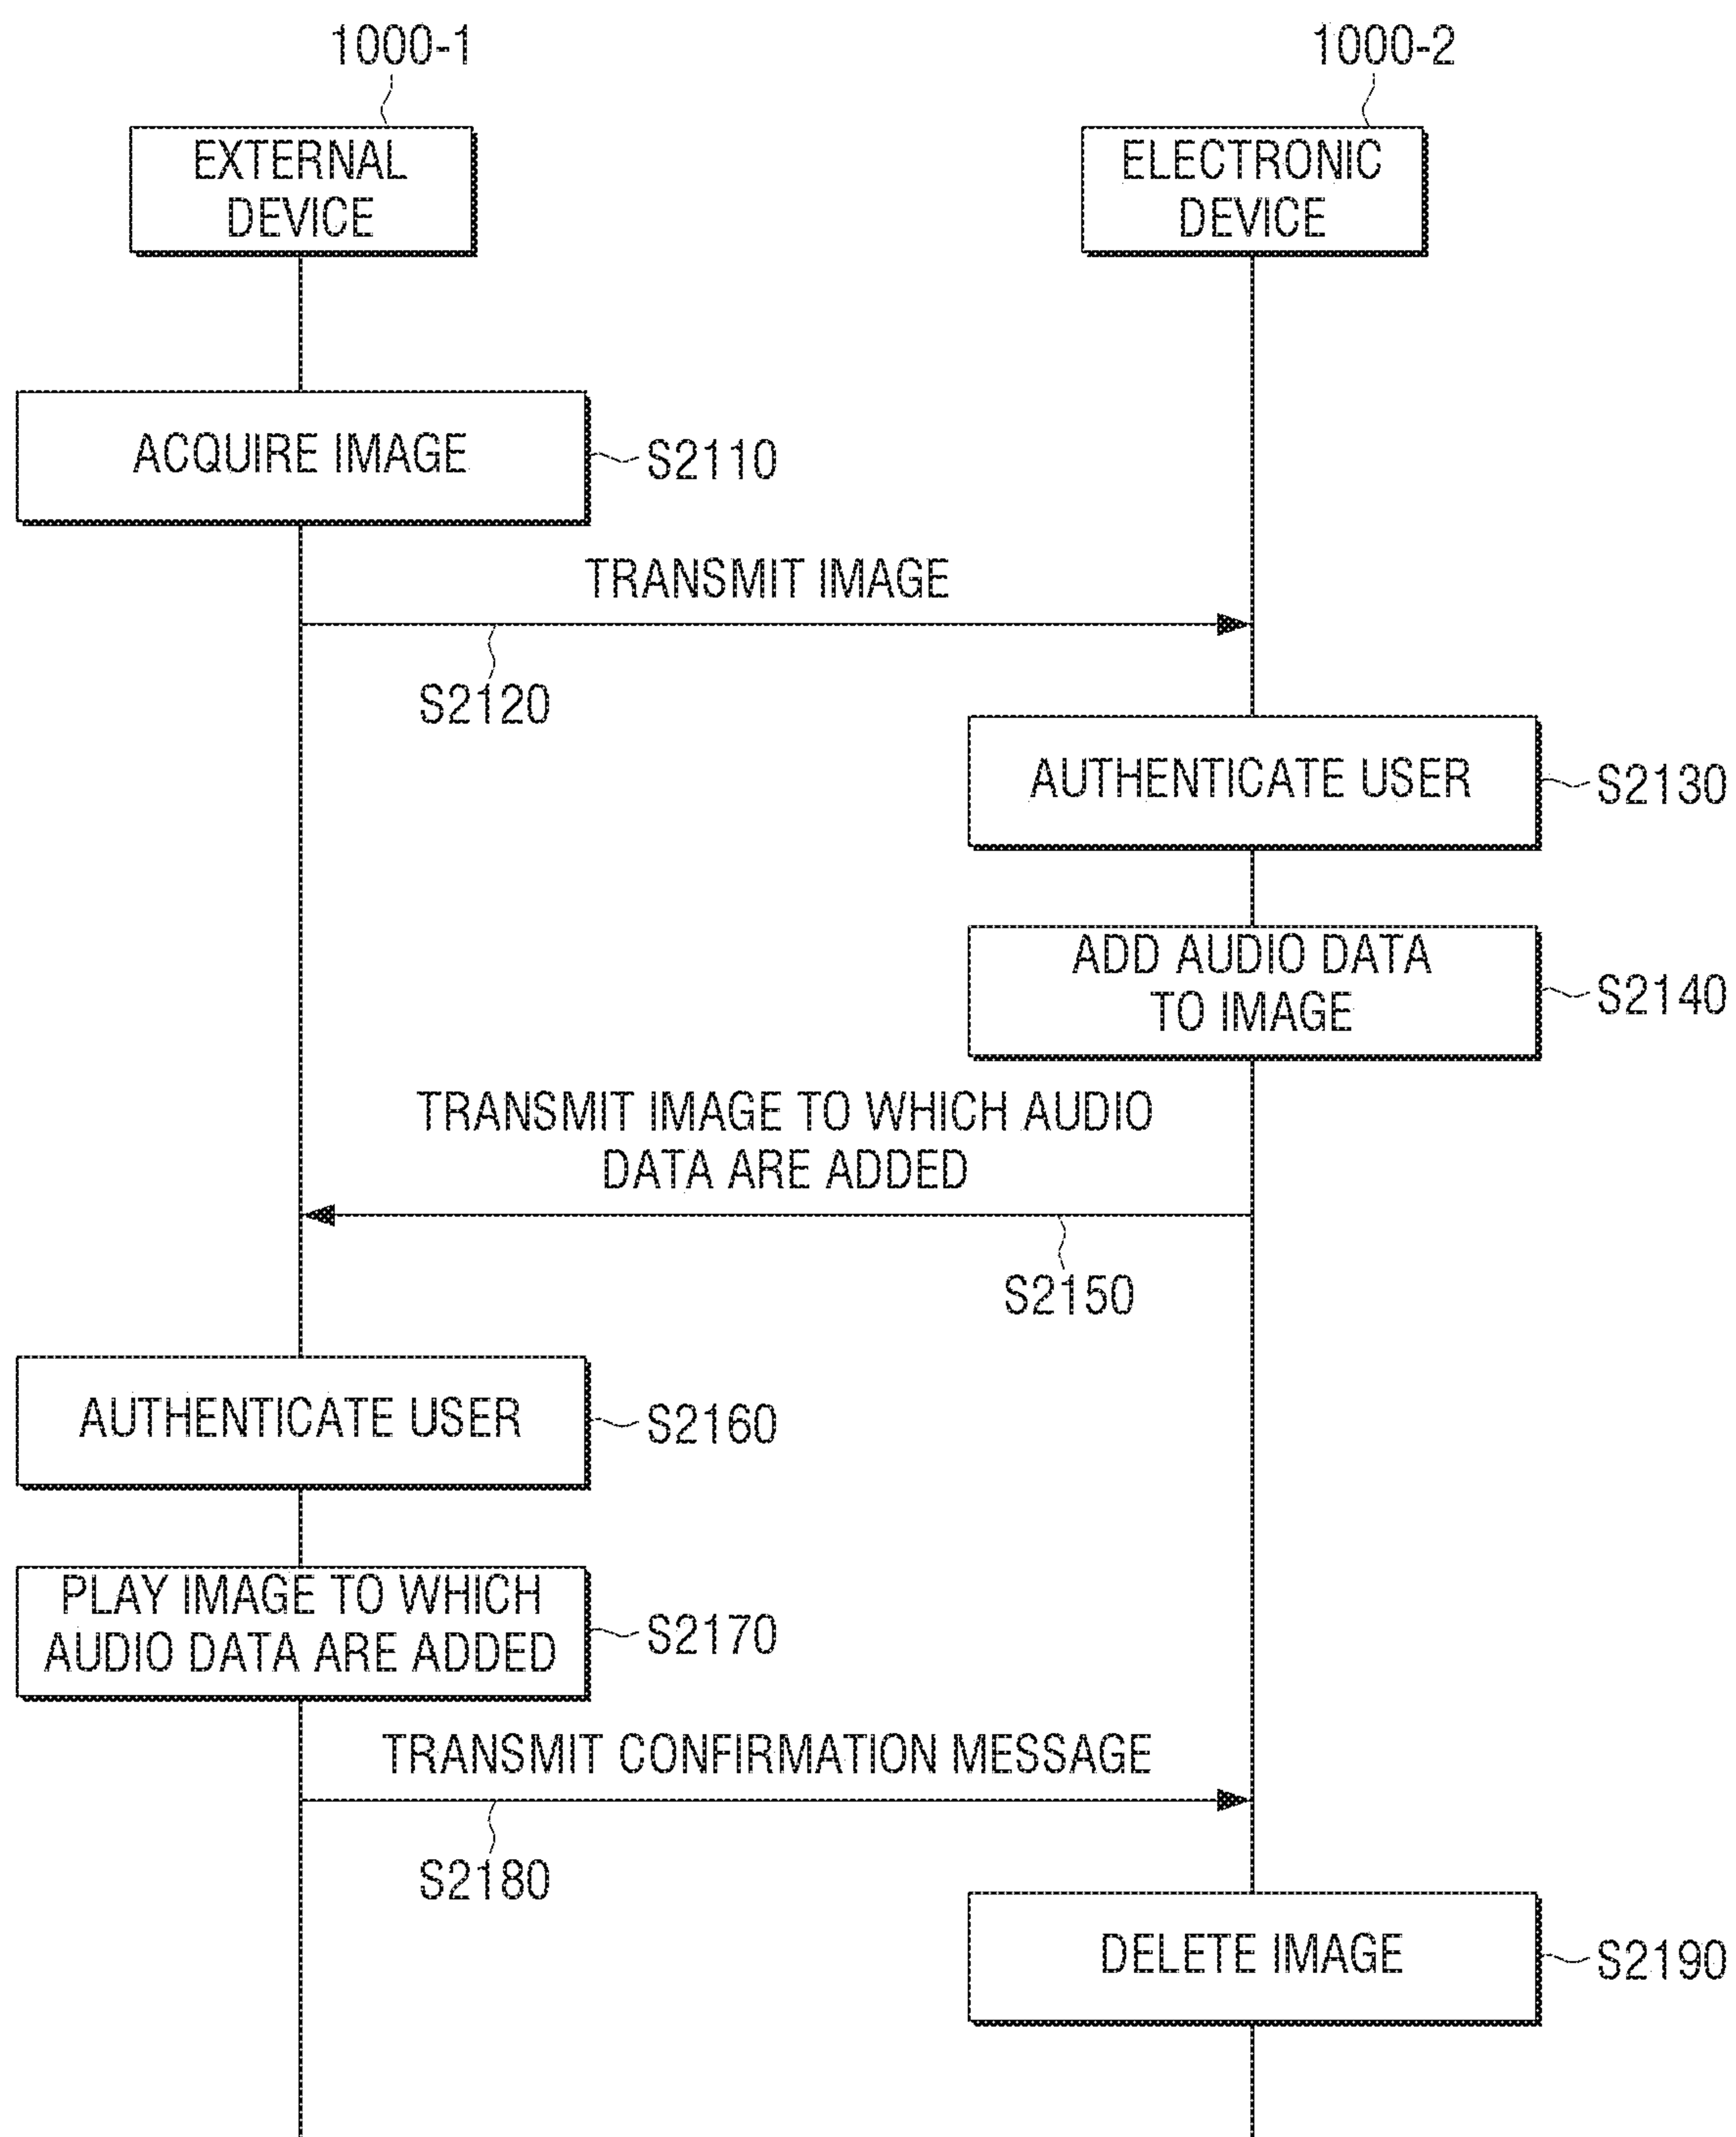 1000-1
1000-2
EXTERNAL
DEVICE
ELECTRONIC
DEVICE
ACQUIRE IMAGE
S2110
TRANSMIT IMAGE
S2120
AUTHENTICATE USER
S2130
ADD AUDIO DATA
TO IMAGE
S2140
TRANSMIT IMAGE TO WHICH AUDIO
DATA ARE ADDED
S2150
AUTHENTICATE USER
S2160
PLAY IMAGE TO WHICH
AUDIO DATA ARE ADDED
S2170
TRANSMIT CONFIRMATION MESSAGE
S2180
DELETE IMAGE
S2190